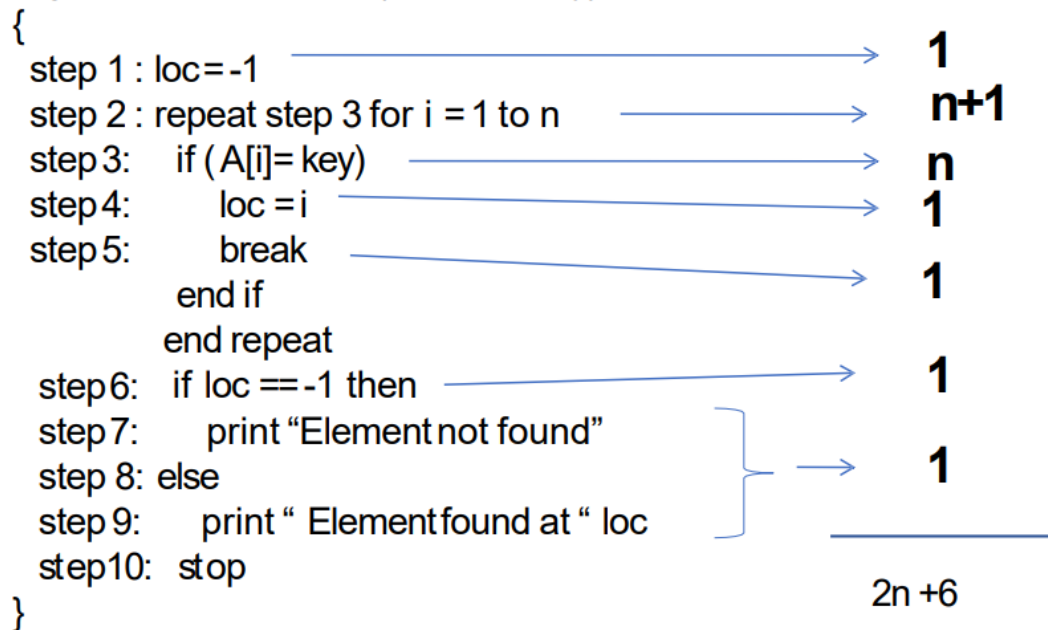 {
step 1 : loc= -1 1
step 2 : repeat step 3 for i = 1 to n n+1
step 3: if ( A[i]= key) n
step 4: loc = i 1
step 5: break 1
end if
end repeat
step 6: if loc == -1 then 1
step 7: print “Element not found”
step 8: else 1
step 9: print “ Element found at “ loc
step10: stop
2n +6
}